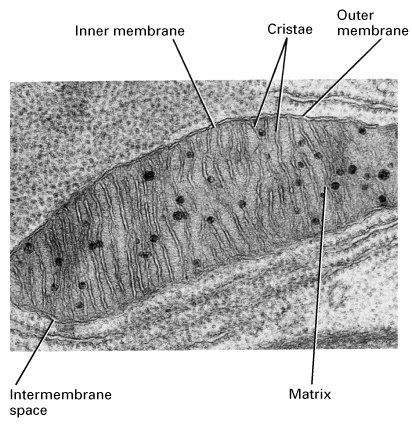 Outer
membrane
Inner membrane
Cristae
Intermembrane
space
Matrix